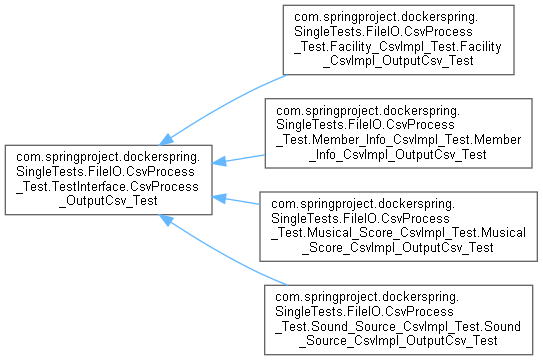 com.springproject.dockerspring.
SingleTests.FileIO.CsvProcess
_Test.Facility_CsvImpl_Test.Facility
_CsvImpl_OutputCsv_Test
com.springproject.dockerspring.
SingleTests.FileIO.CsvProcess
_Test.Member_Info_CsvImpl_Test.Member
_Info_CsvImpl_OutputCsv_Test
com.springproject.dockerspring.
SingleTests.FileIO.CsvProcess
_Test.TestInterface.CsvProcess
_OutputCsv_Test
com.springproject.dockerspring.
SingleTests.FileIO.CsvProcess
_Test.Musical_Score_CsvImpl_Test.Musical
_Score_CsvImpl_OutputCsv_Test
com.springproject.dockerspring.
SingleTests.FileIO.CsvProcess
_Test.Sound_Source_CsvImpl_Test.Sound
_Source_CsvImpl_OutputCsv_Test